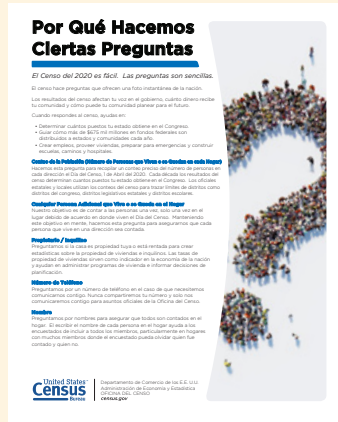 Por Qué Hacemos
Ciertas Preguntas
El Censo del 2020 es fácil. Las preguntas son sencillas.
El censo hace preguntas que ofrecen una foto instantánea de la nación.
Los resultados del censo afectan tu voz en el gobierno, cuánto dinero recibe
tu comunidad y cómo puede tu comunidad planear para el futuro.
Cuando respondes al censo, ayudas en:
• Determinar cuántos puestos tu estado obtiene en el Congreso.
• Guiar cómo más de $675 mil millones en fondos federales son
distribuidos a estados y comunidades cada año.
• Crear empleos, proveer viviendas, preparar para emergencias y construir
escuelas, caminos y hospitales.
Conteo de la Población (Número de Personas que Viven o se Quedan en cada Hogar)
Hacemos esta pregunta para recopilar un conteo preciso del número de personas en
cada dirección el Día del Censo, 1 de Abril del 2020. Cada década los resultados del
censo determinan cuántos puestos tu estado obtiene en el Congreso. Los oficiales
estatales y locales utilizan los conteos del censo para trazar límites de distritos como
distritos del congreso, distritos legislativos estatales y distritos escolares.
Cualquier Persona Adicional que Vive o se Queda en el Hogar
Nuestro objetivo es de contar a las personas una vez, solo una vez en el
lugar debido de acuerdo en donde viven el Día del Censo. Manteniendo
este objetivo en mente, hacemos esta pregunta para asegurarnos que cada
persona que vive en una dirección sea contada.
Propietario / Inquilino
Preguntamos si la casa es propiedad tuya o está rentada para crear
estadísticas sobre la propiedad de viviendas e inquilinos. Las tasas de
propiedad de viviendas sirven como indicador en la economía de la nación
y ayudan en administrar programas de vivienda e informar decisiones de
planificación.
Número de Teléfono
Preguntamos por un número de teléfono en el caso de que necesitemos
comunicarnos contigo. Nunca compartiremos tu número y solo nos
comunicaremos contigo para asuntos oficiales de la Oficina del Censo.
Nombre
Preguntamos por nombres para asegurar que todos son contados en el
hogar. El escribir el nombre de cada persona en el hogar ayuda a los
encuestados de incluir a todos los miembros, particularmente en hogares
con muchos miembros donde el encuestado pueda olvidar quien fue
contado y quien no.
United States®
Census
Bureau
Departamento de Comercio de los E.E. U.U.
Administración de Economía y Estadística
OFICINA DEL CENSO
census.gov